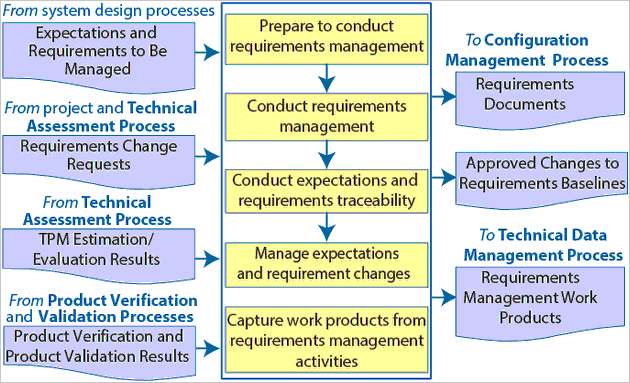 From system design processes
Expectations and
Requirements to Be
Managed
From project and Technical
Assessment Process
Requirements Change
Requests
From Technical
Assessment Process
TPM Estimation/
Evaluation Results
From Product Verification
and Validation Processes
Product Verification and
Product Validation Results
Prepare to conduct
requirements management
Conduct requirements
management
Conduct expectations and
requirements traceability
Manage expectations
and requirement changes
Capture work products from
requirements management
activities
To Configuration
Management Process
Requirements
Documents
Approved Changes to
Requirements Baselines
To Technical Data
Management Process
Requirements
Management Work
Products